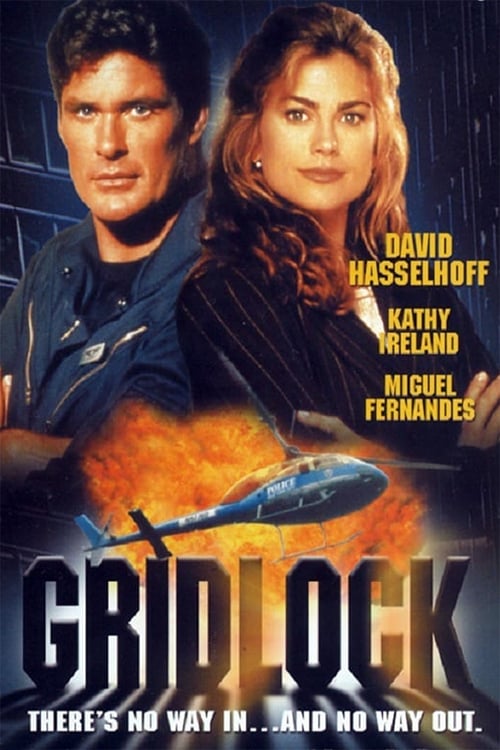 DAVID
HASSELHOFF
KATHY
IRELAND
MIGUEL
FERNANDES
POLICE
GRIDLOCK
THERE'S NO WAY IN...AND NO WAY OUT.